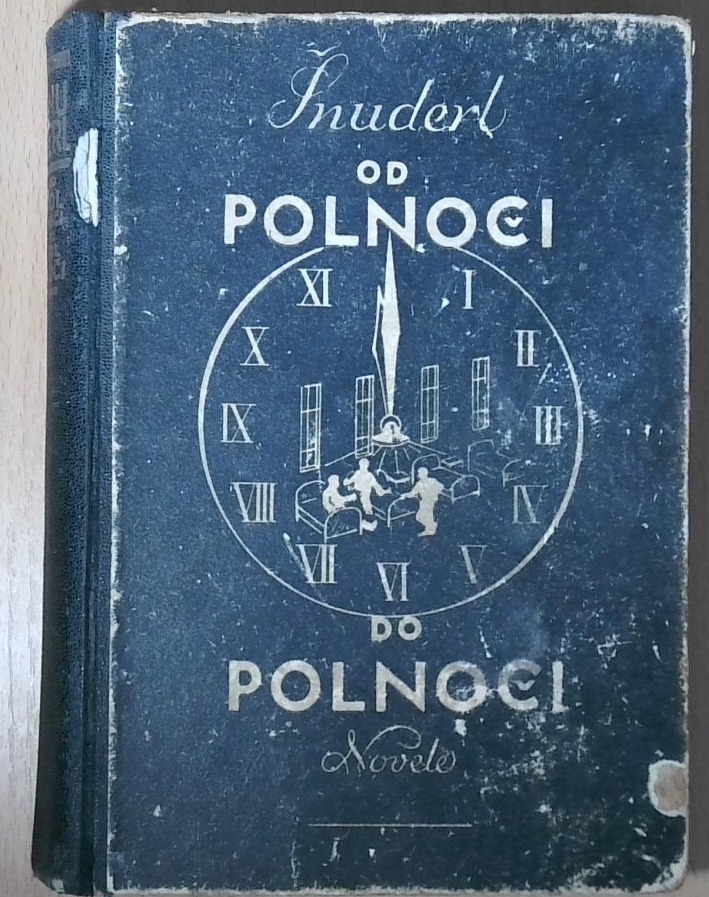 Šnuderl
OD
POLNOČI
XI I
X II
IX III
VIII IV
VII VI V
DO
POLNOČI
Novele